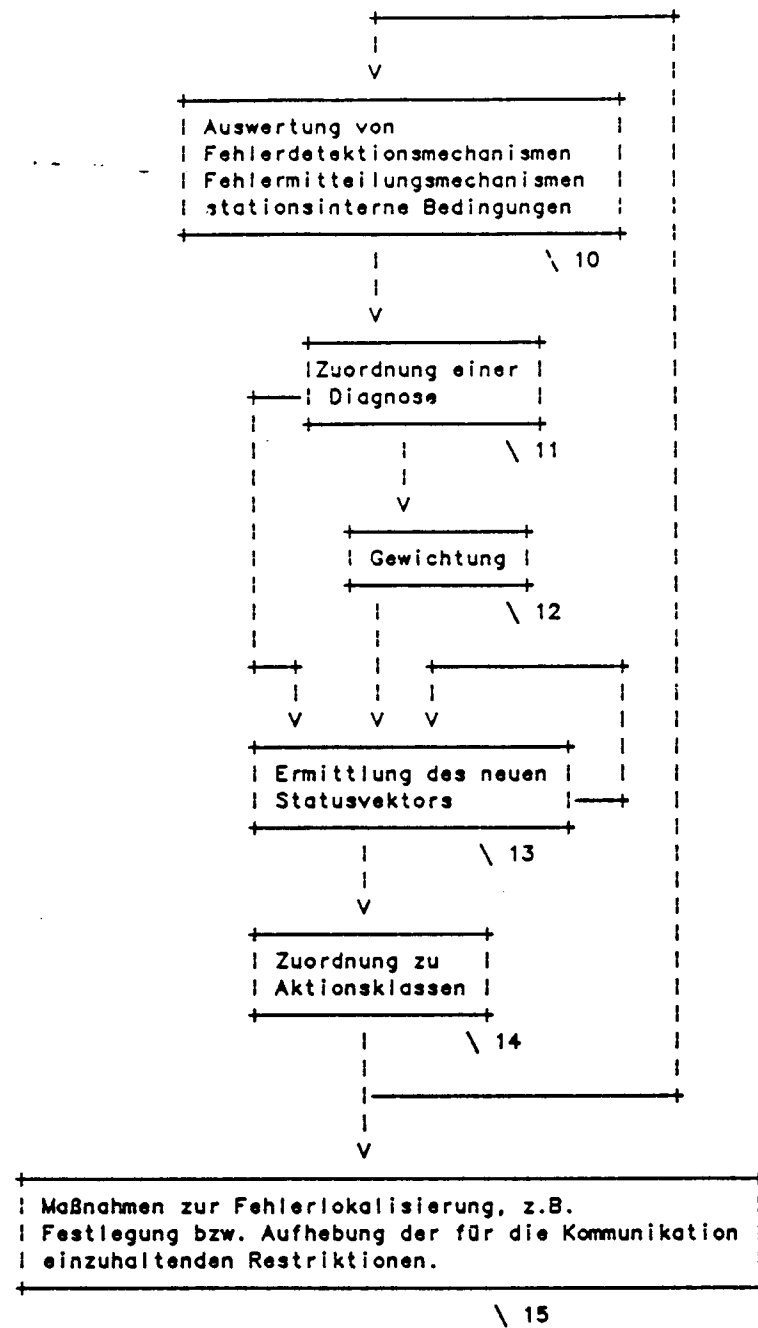 Auswertung von
Fehlerdetektionsmechanismen
Fehlermitteilungsmechanismen
stationsinterne Bedingungen
10
Zuordnung einer
Diagnose
11
Gewichtung
12
Ermittlung des neuen
Statusvektors
13
Zuordnung zu
Aktionsklassen
14
Maßnahmen zur Fehlerlokalisierung, z.B.
Festlegung bzw. Aufhebung der für die Kommunikation
einzuhaltenden Restriktionen.
15